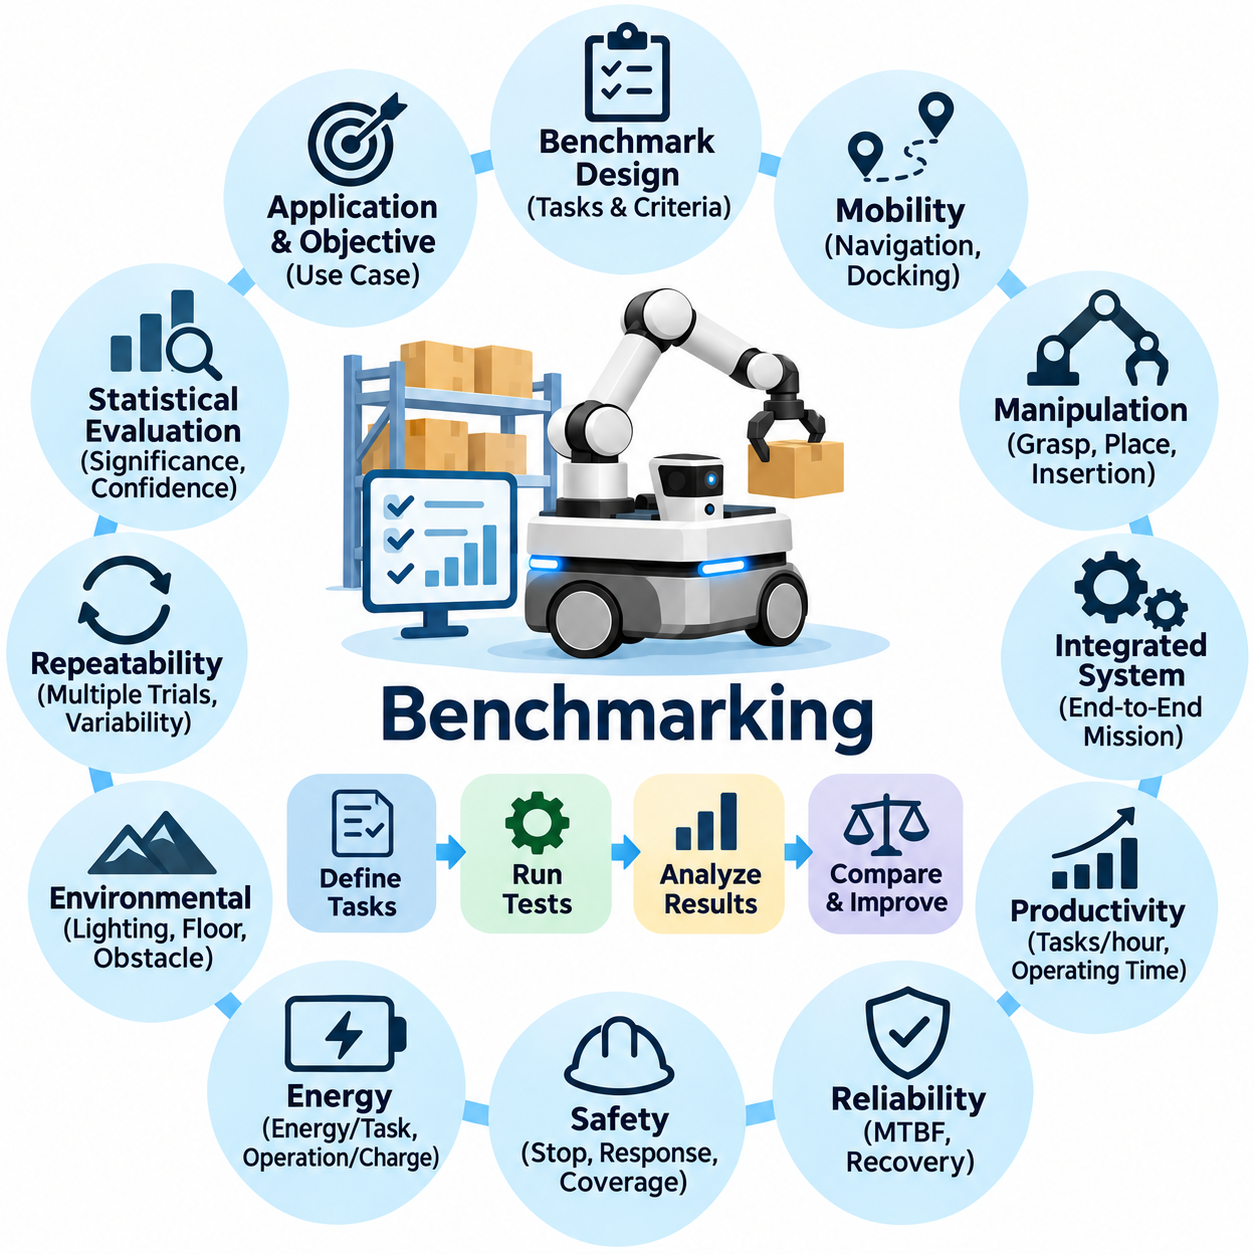 Benchmark
Design
(Tasks & Criteria)
Application
& Objective
(Use Case)
Mobility
(Navigation,
Docking)
Statistical
Evaluation
(Significance,
Confidence)
Manipulation
(Grasp, Place,
Insertion)
Repeatability
(Multiple Trials,
Variability)
Integrated
System
(End-to-End
Mission)
Benchmarking
Define
Tasks
Run
Tests
Analyze
Results
Compare
& Improve
Environmental
(Lighting, Floor,
Obstacle)
Productivity
(Tasks/hour,
Operating Time)
Energy
(Energy/Task,
Operation/Charge)
Safety
(Stop, Response,
Coverage)
Reliability
(MTBF,
Recovery)